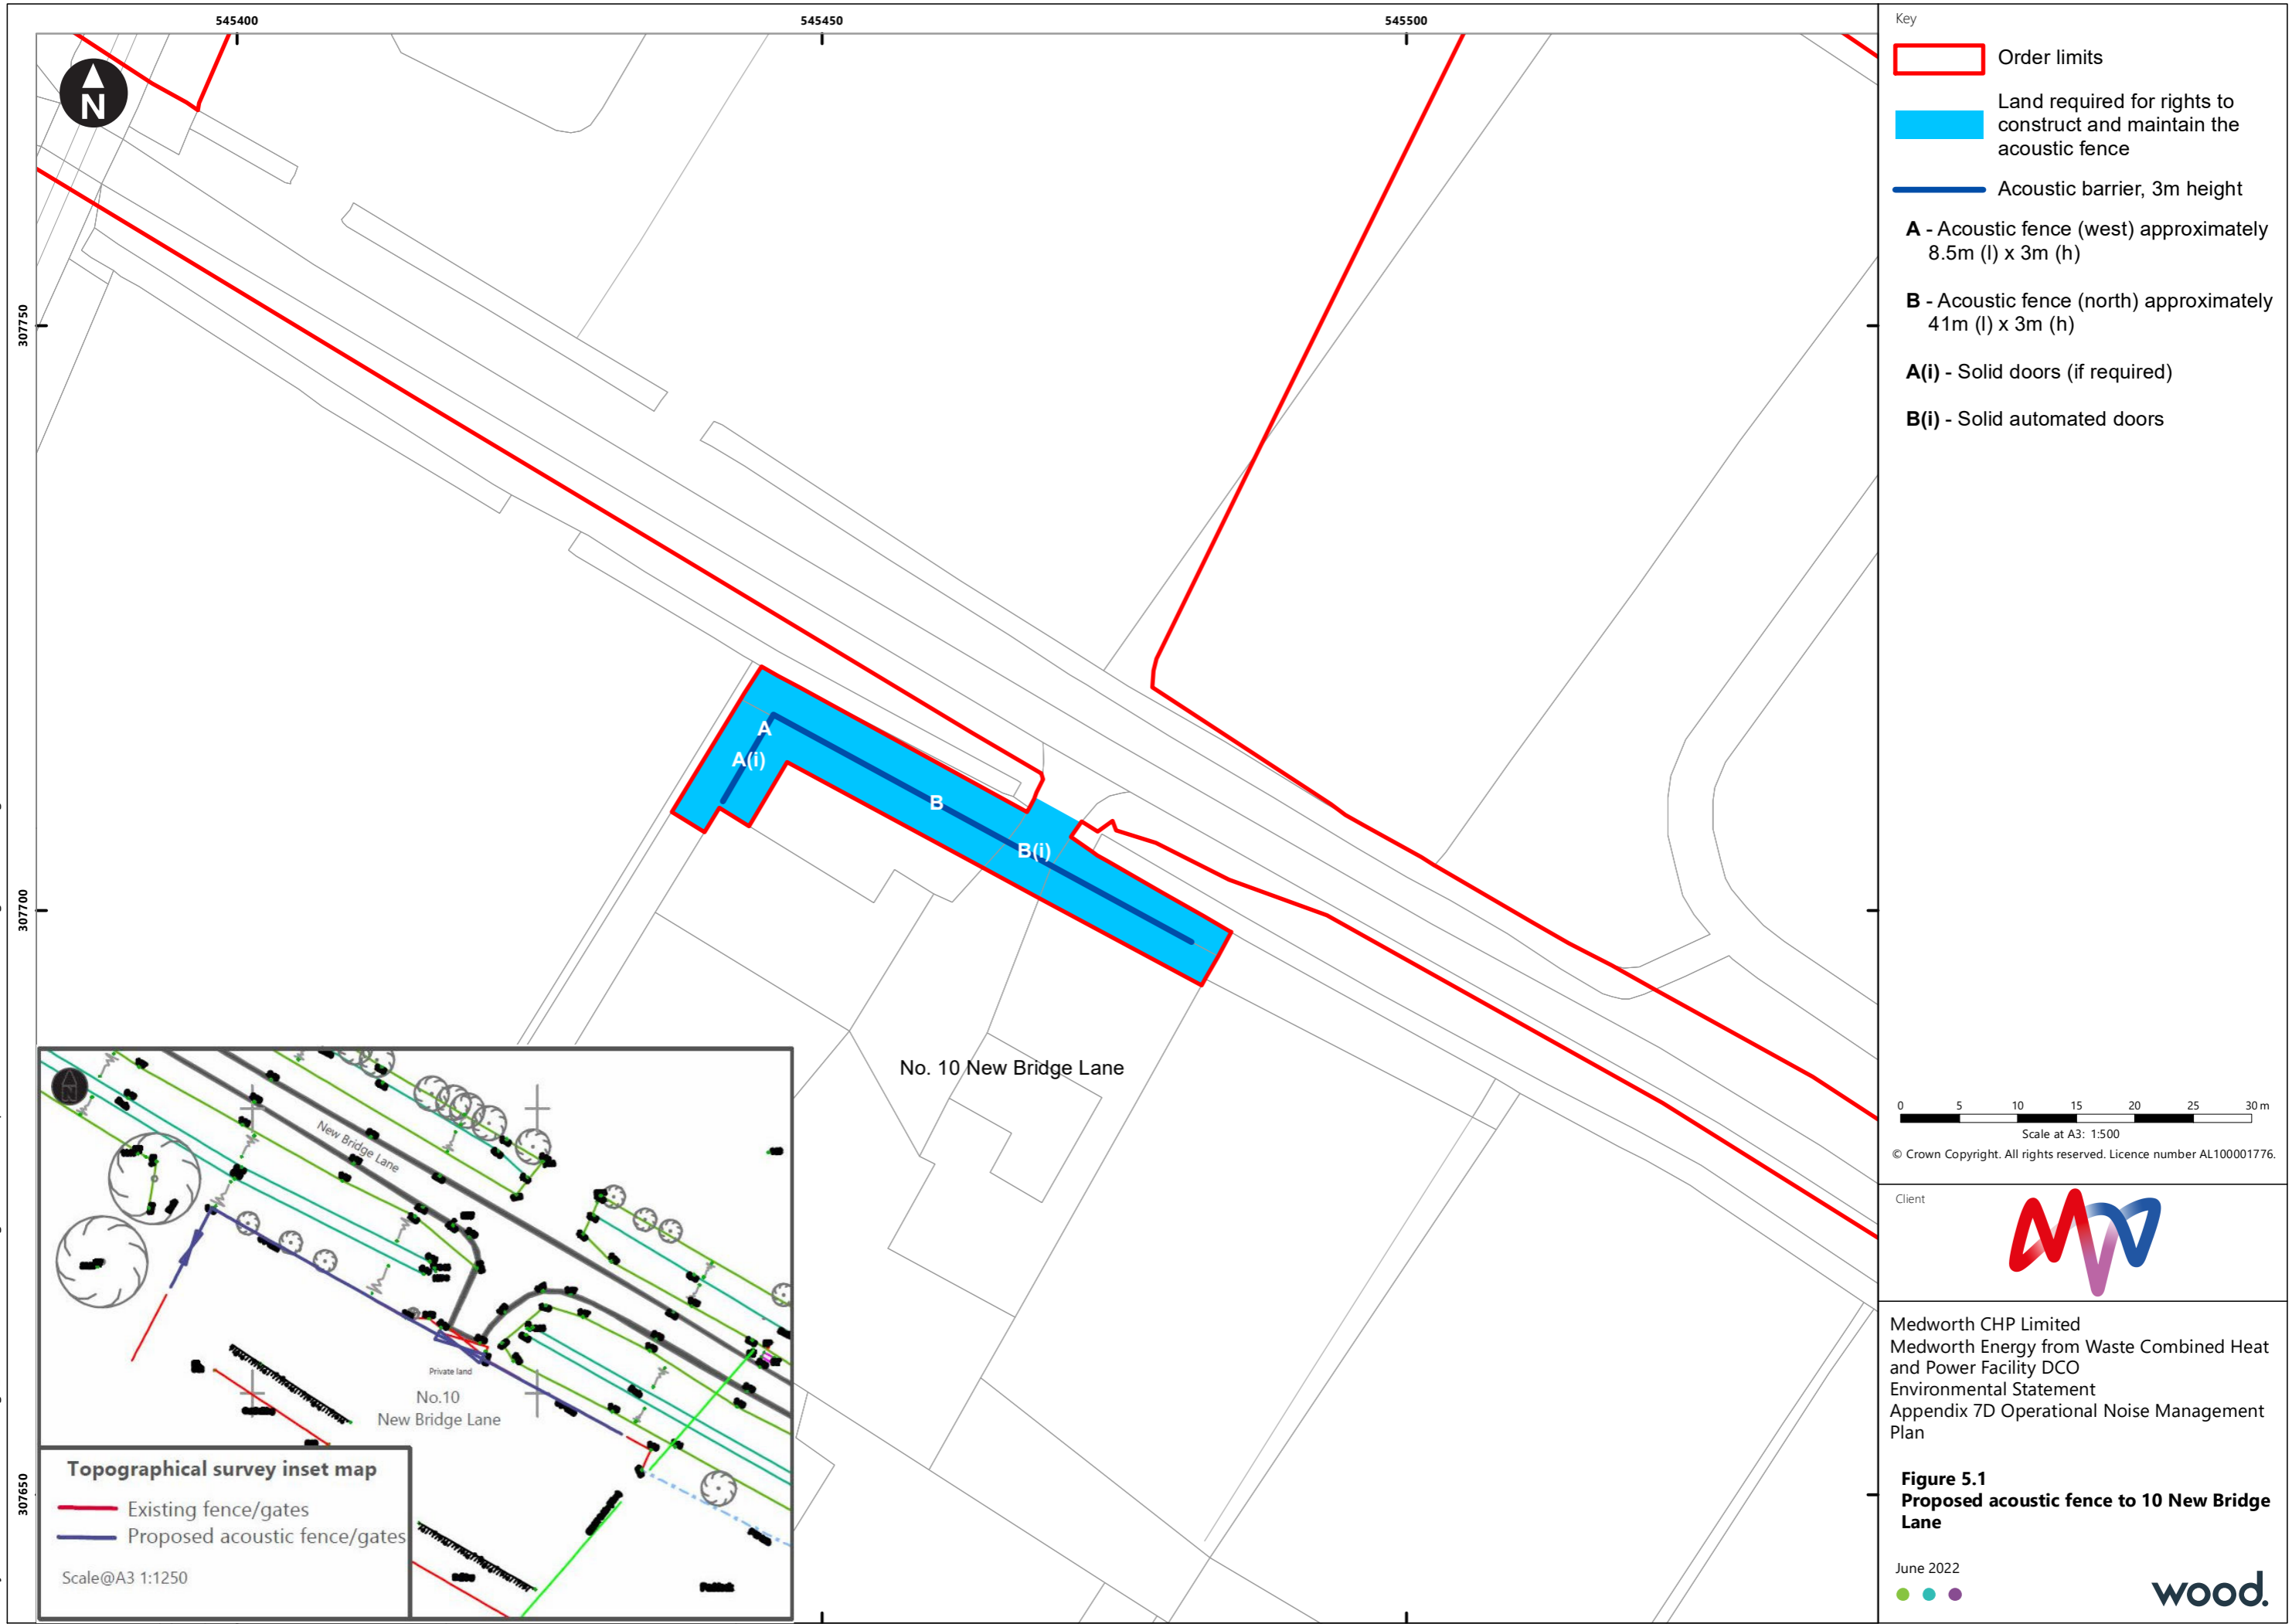 545400
545450
545500
307750
307700
307650
N
A
A(i)
B
B(i)
No. 10 New Bridge Lane
N
New Bridge Lane
Private land
No.10
New Bridge Lane
Topographical survey inset map
Existing fence/gates
Proposed acoustic fence/gates
Scale@A3 1:1250
Key
Order limits
Land required for rights to
construct and maintain the
acoustic fence
Acoustic barrier, 3m height
A - Acoustic fence (west) approximately
8.5m (l) x 3m (h)
B - Acoustic fence (north) approximately
41m (l) x 3m (h)
A(i) - Solid doors (if required)
B(i) - Solid automated doors
0 5 10 15 20 25 30 m
Scale at A3: 1:500
© Crown Copyright. All rights reserved. Licence number AL100001776.
Client
Medworth CHP Limited
Medworth Energy from Waste Combined Heat
and Power Facility DCO
Environmental Statement
Appendix 7D Operational Noise Management
Plan
Figure 5.1
Proposed acoustic fence to 10 New Bridge
Lane
June 2022
wood.